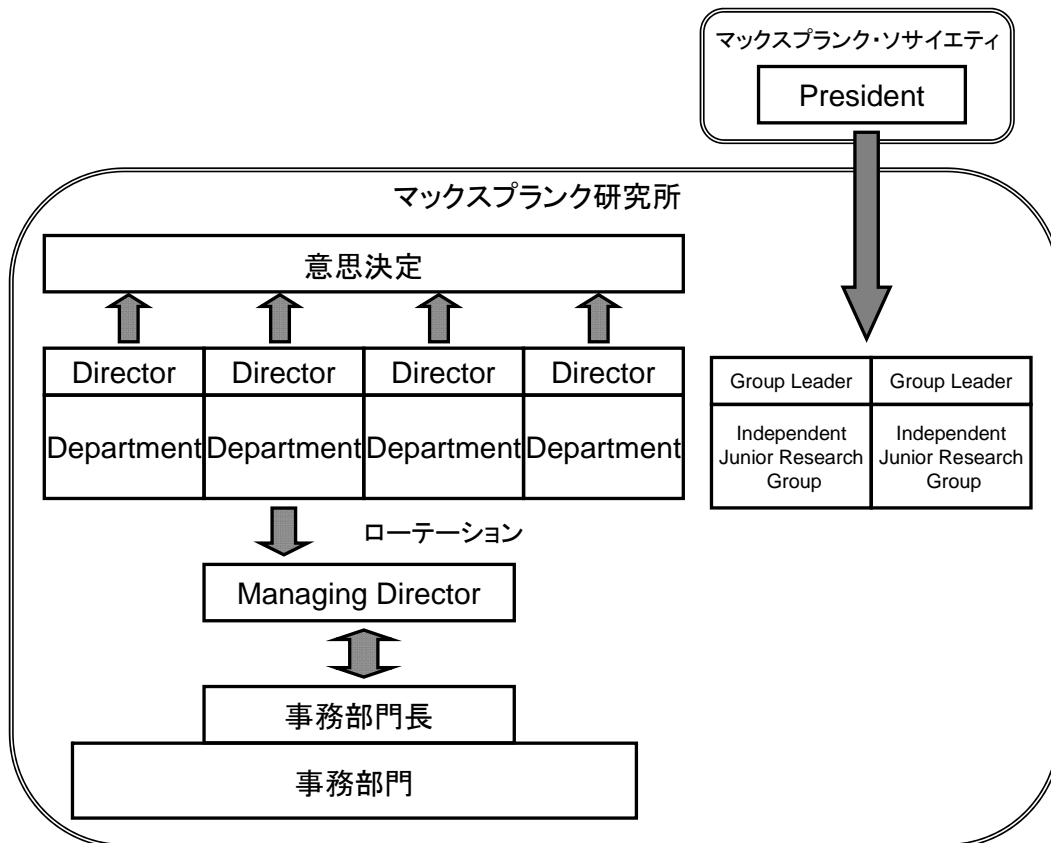 マックスプランク・ソサイエティ
President
マックスプランク研究所
意思決定
Director
Director
Director
Director
Department
Department
Department
Department
Group Leader
Group Leader
Independent
Junior Research
Group
Independent
Junior Research
Group
ローテーション
Managing Director
事務部門長
事務部門